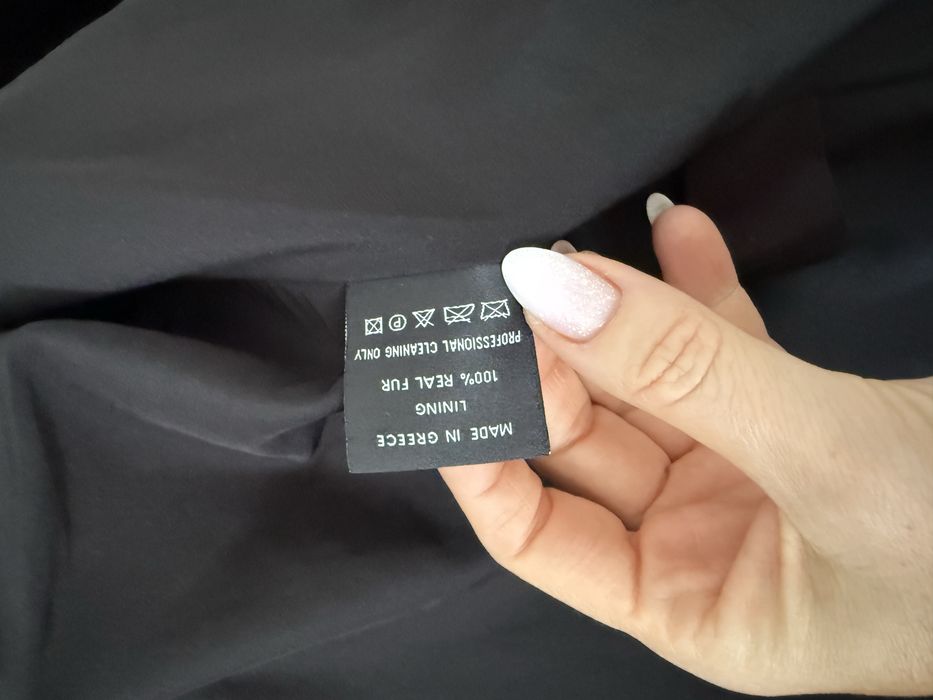 MADE IN GREECE
LINING
100% REAL FUR
PROFESSIONAL CLEANING ONLY
P